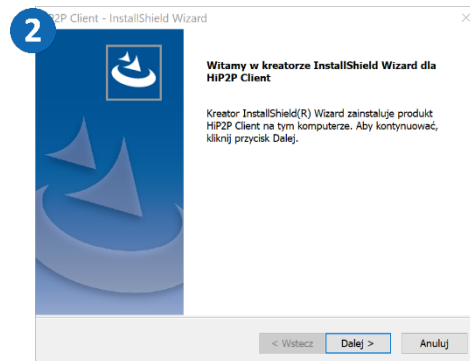 2
P2P Client - InstallShield Wizard
Witamy w kreatorze InstallShield Wizard dla
HiP2P Client
Kreator InstallShield(R) Wizard zainstaluje produkt
HiP2P Client na tym komputerze. Aby kontynuować,
kliknij przycisk Dalej.
< Wstecz Dalej > Anuluj